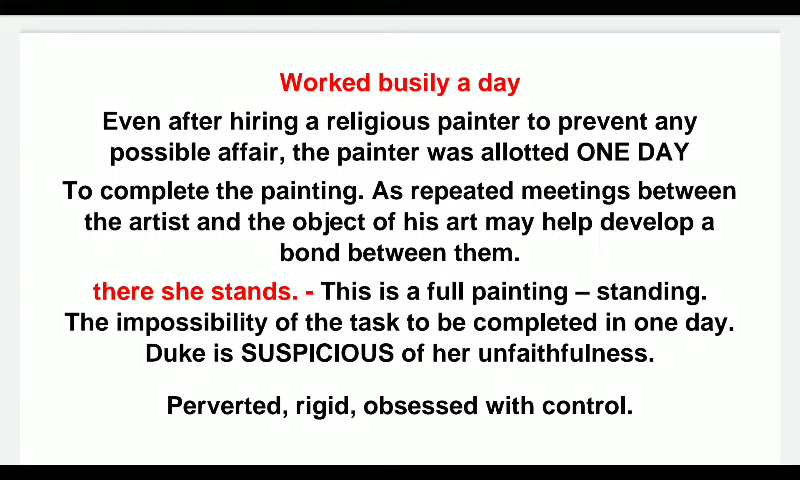 Worked busily a day
Even after hiring a religious painter to prevent any
possible affair, the painter was allotted ONE DAY
To complete the painting. As repeated meetings between
the artist and the object of his art may help develop a
bond between them.
there she stands. - This is a full painting – standing.
The impossibility of the task to be completed in one day.
Duke is SUSPICIOUS of her unfaithfulness.
Perverted, rigid, obsessed with control.